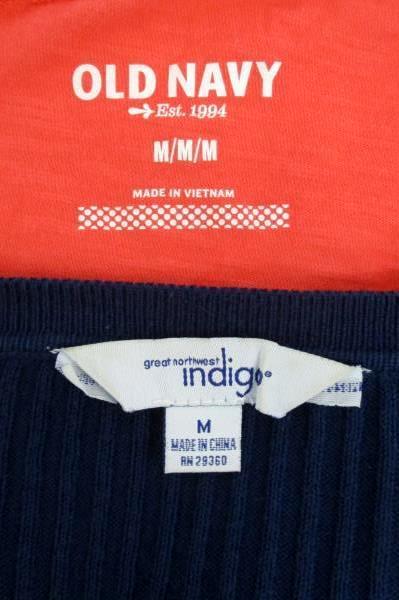 OLD NAVY
Est. 1994
M/M/M
MADE IN VIETNAM
great northwest
indigo®
M
MADE IN CHINA
RN 29360